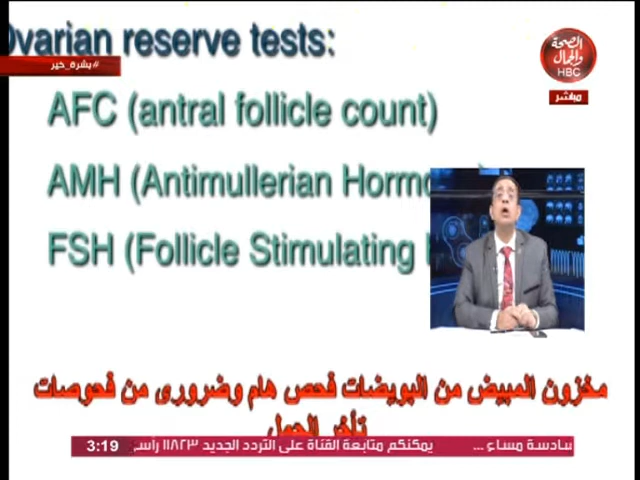 Ovarian reserve tests:
#بشرة_خير
الصحة
والجمال
HBC
مباشر
AFC (antral follicle count)
AMH (Antimullerian Hormo
FSH (Follicle Stimulating
مخزون المبيض من البويضات فحص هام وضرورى من فحوصات
تأخر الحمل
3:19
سادسة مساء ... يمكنكم متابعة القناة على التردد الجديد ١١٨٢٣ راسـ